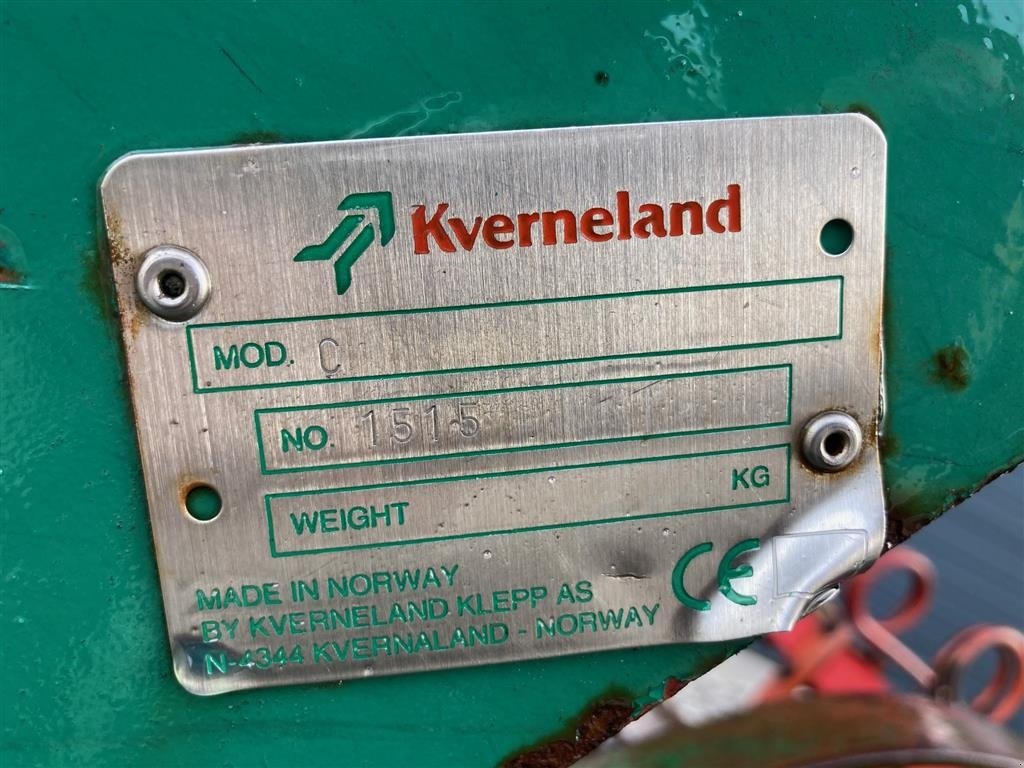 Kverneland
MOD. C
NO. 1515
WEIGHT KG
MADE IN NORWAY
BY KVERNELAND KLEPP AS
N-4344 KVERNALAND - NORWAY
CE